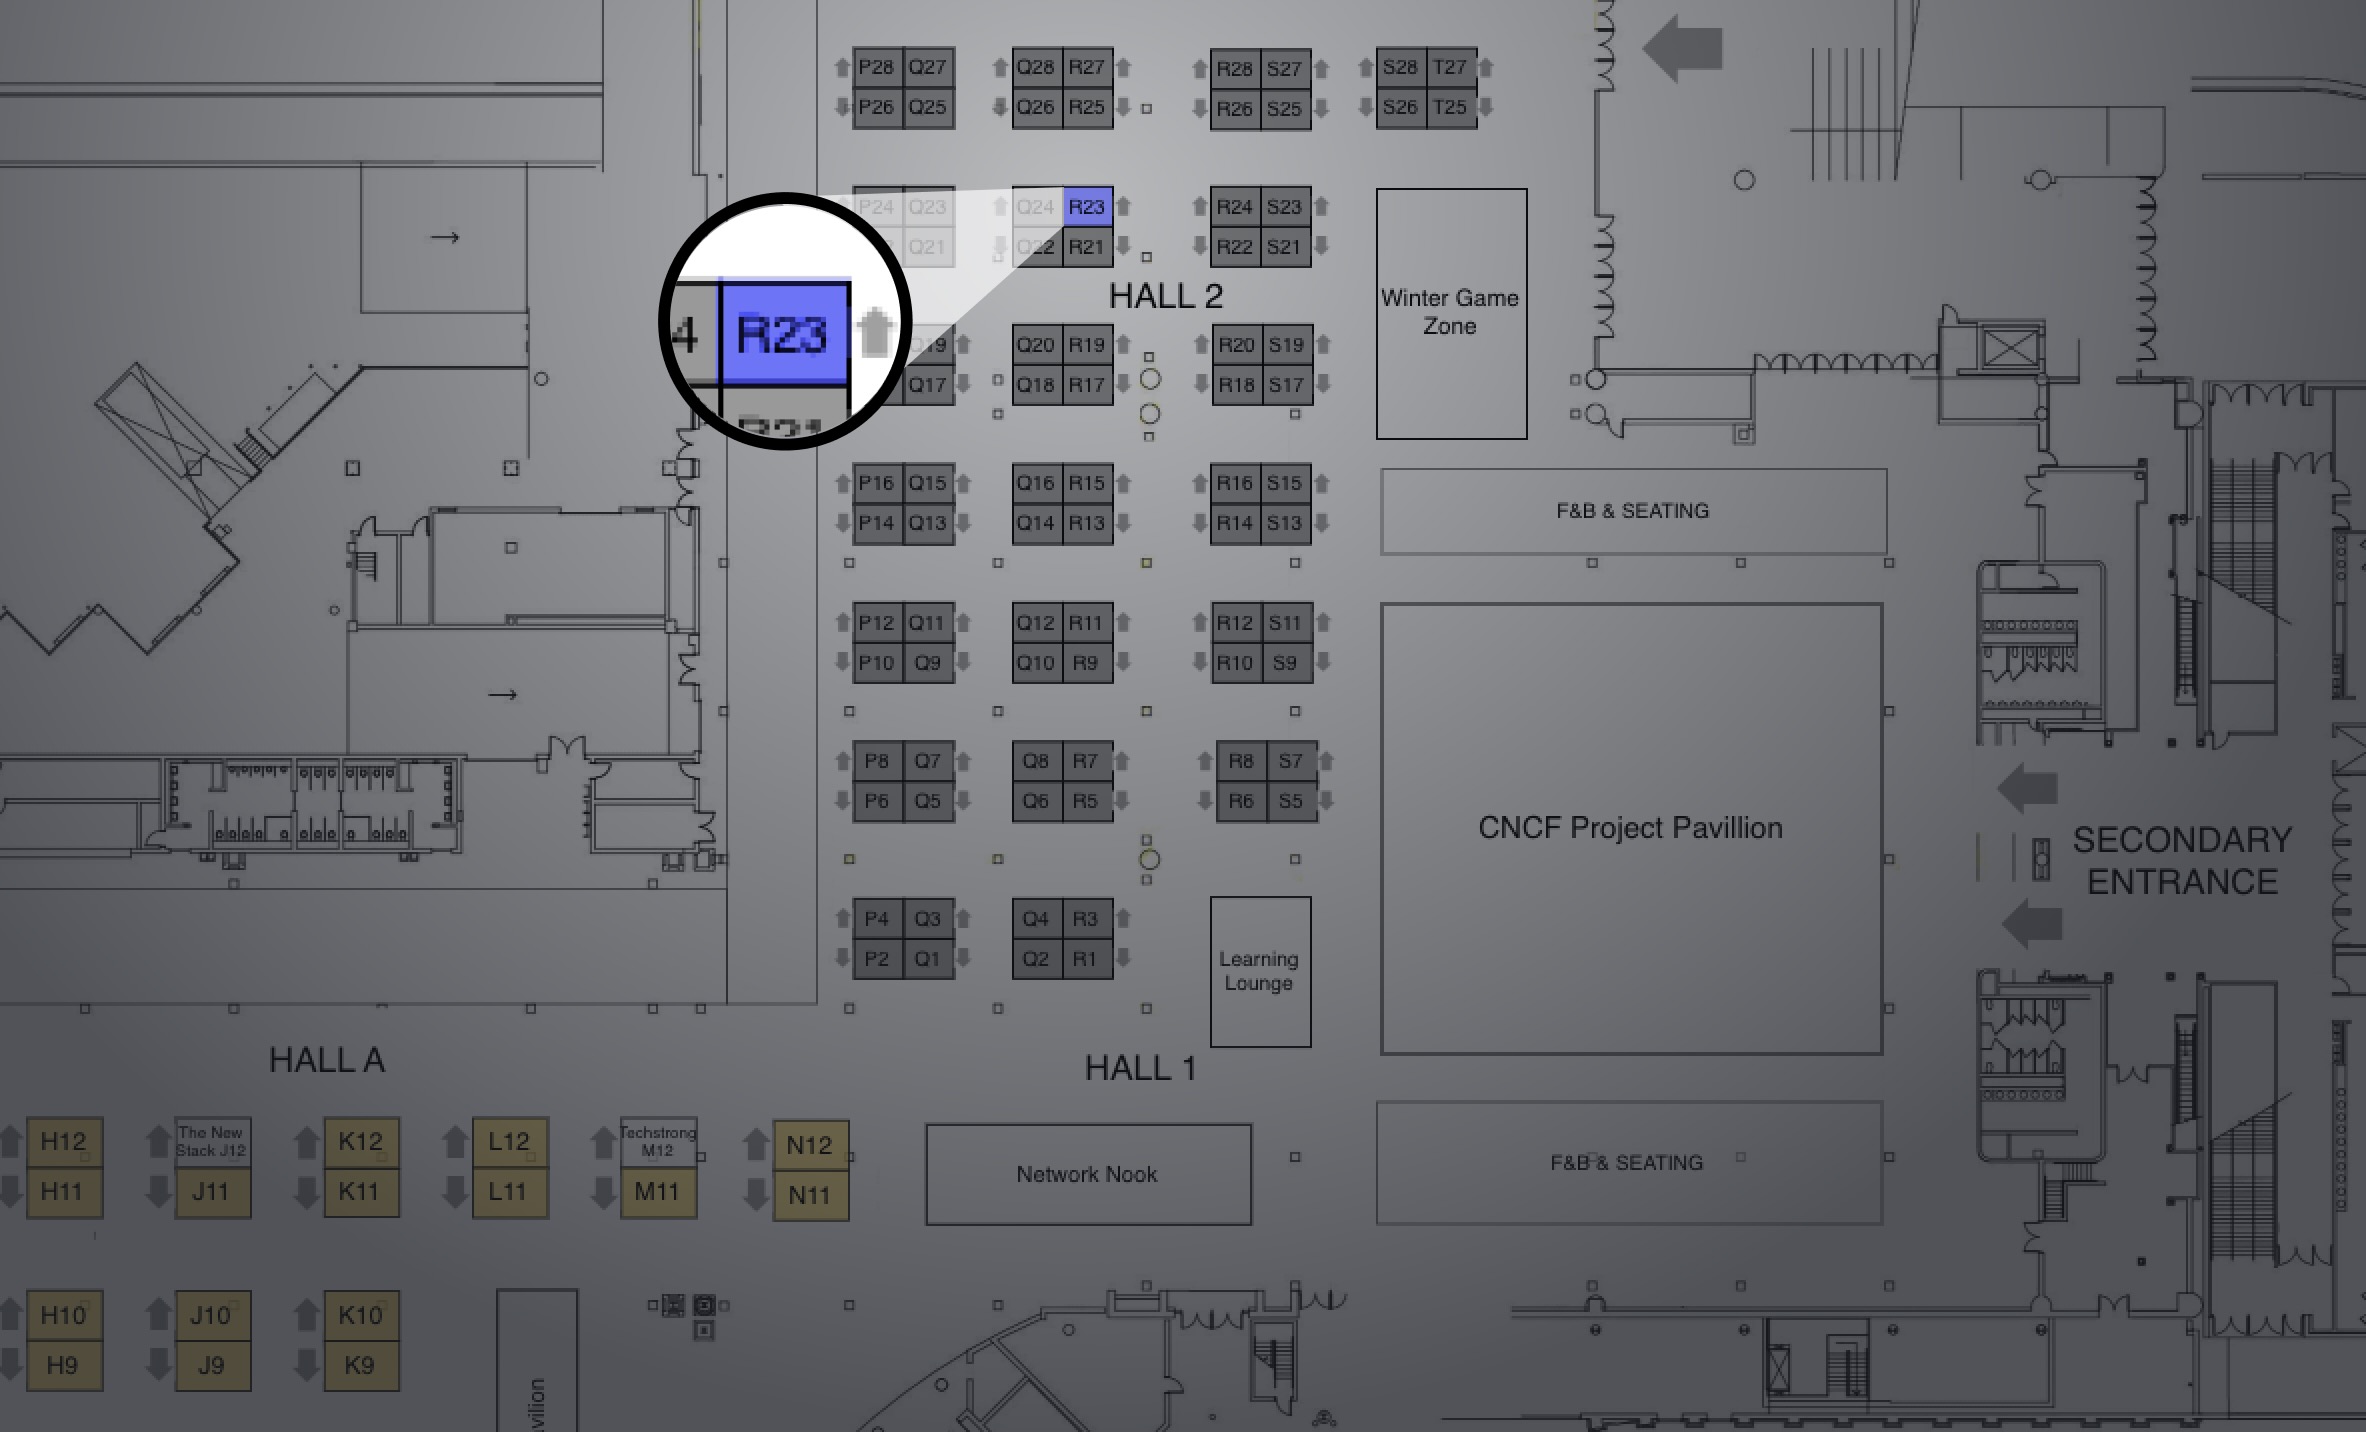 P28 Q27 Q28 R27 R28 S27 S28 T27
P26 Q25 Q26 R25 R26 S25 S26 T25
P24 Q23 Q24 R23 R24 S23
Q21 Q22 R21 R22 S21
HALL 2
Winter Game
Zone
4 R23
R21
Q19 Q20 R19 R20 S19
Q17 Q18 R17 R18 S17
P16 Q15 Q16 R15 R16 S15
P14 Q13 Q14 R13 R14 S13
F&B & SEATING
P12 Q11 Q12 R11 R12 S11
P10 Q9 Q10 R9 R10 S9
P8 Q7 Q8 R7 R8 S7
P6 Q5 Q6 R5 R6 S5
CNCF Project Pavillion
SECONDARY
ENTRANCE
P4 Q3 Q4 R3
P2 Q1 Q2 R1
Learning
Lounge
HALL A
HALL 1
H12 The New
Stack J12 K12 L12 Techstrong
M12 N12
H11 J11 K11 L11 M11 N11
Network Nook
F&B & SEATING
H10 J10 K10
H9 J9 K9